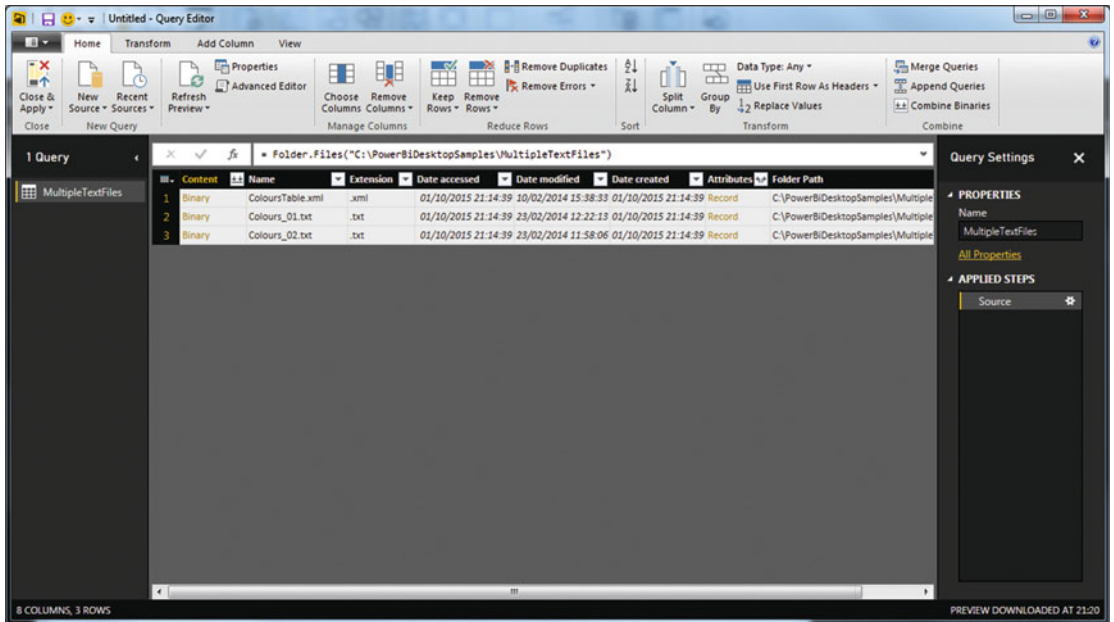 Untitled - Query Editor
Home Transform Add Column View
Close & Apply
New Source
Recent Sources
Refresh Preview
Properties
Advanced Editor
Choose Columns
Remove Columns
Keep Rows
Remove Rows
Remove Duplicates
Remove Errors
Split Column
Group By
Data Type: Any
Use First Row As Headers
Replace Values
Merge Queries
Append Queries
Combine Binaries
Close New Query Manage Columns Reduce Rows Sort Transform Combine
1 Query
MultipleTextFiles
fx = Folder.Files("C:\PowerBiDesktopSamples\MultipleTextFiles")
Content Name Extension Date accessed Date modified Date created Attributes Folder Path
1 Binary ColoursTable.xml .xml 01/10/2015 21:14:39 10/02/2014 15:38:33 01/10/2015 21:14:39 Record C:\PowerBiDesktopSamples\Multiple
2 Binary Colours_01.txt .txt 01/10/2015 21:14:39 23/02/2014 12:22:13 01/10/2015 21:14:39 Record C:\PowerBiDesktopSamples\Multiple
3 Binary Colours_02.txt .txt 01/10/2015 21:14:39 23/02/2014 11:58:06 01/10/2015 21:14:39 Record C:\PowerBiDesktopSamples\Multiple
Query Settings
PROPERTIES
Name
MultipleTextFiles
All Properties
APPLIED STEPS
Source
8 COLUMNS, 3 ROWS
PREVIEW DOWNLOADED AT 21:20